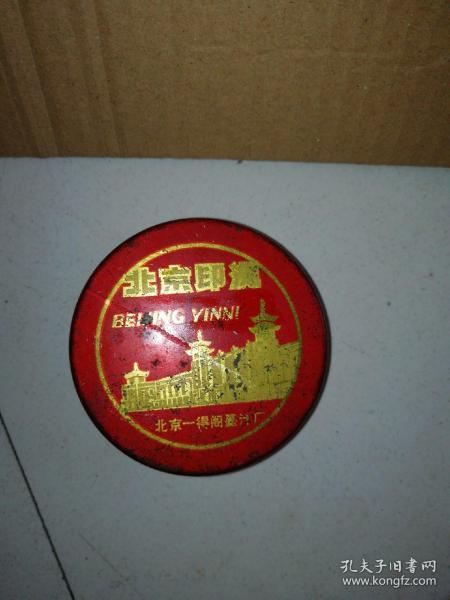 北京印泥
BEIJING YINNI
北京一得阁墨汁厂
孔夫子旧书网
www.kongfz.com